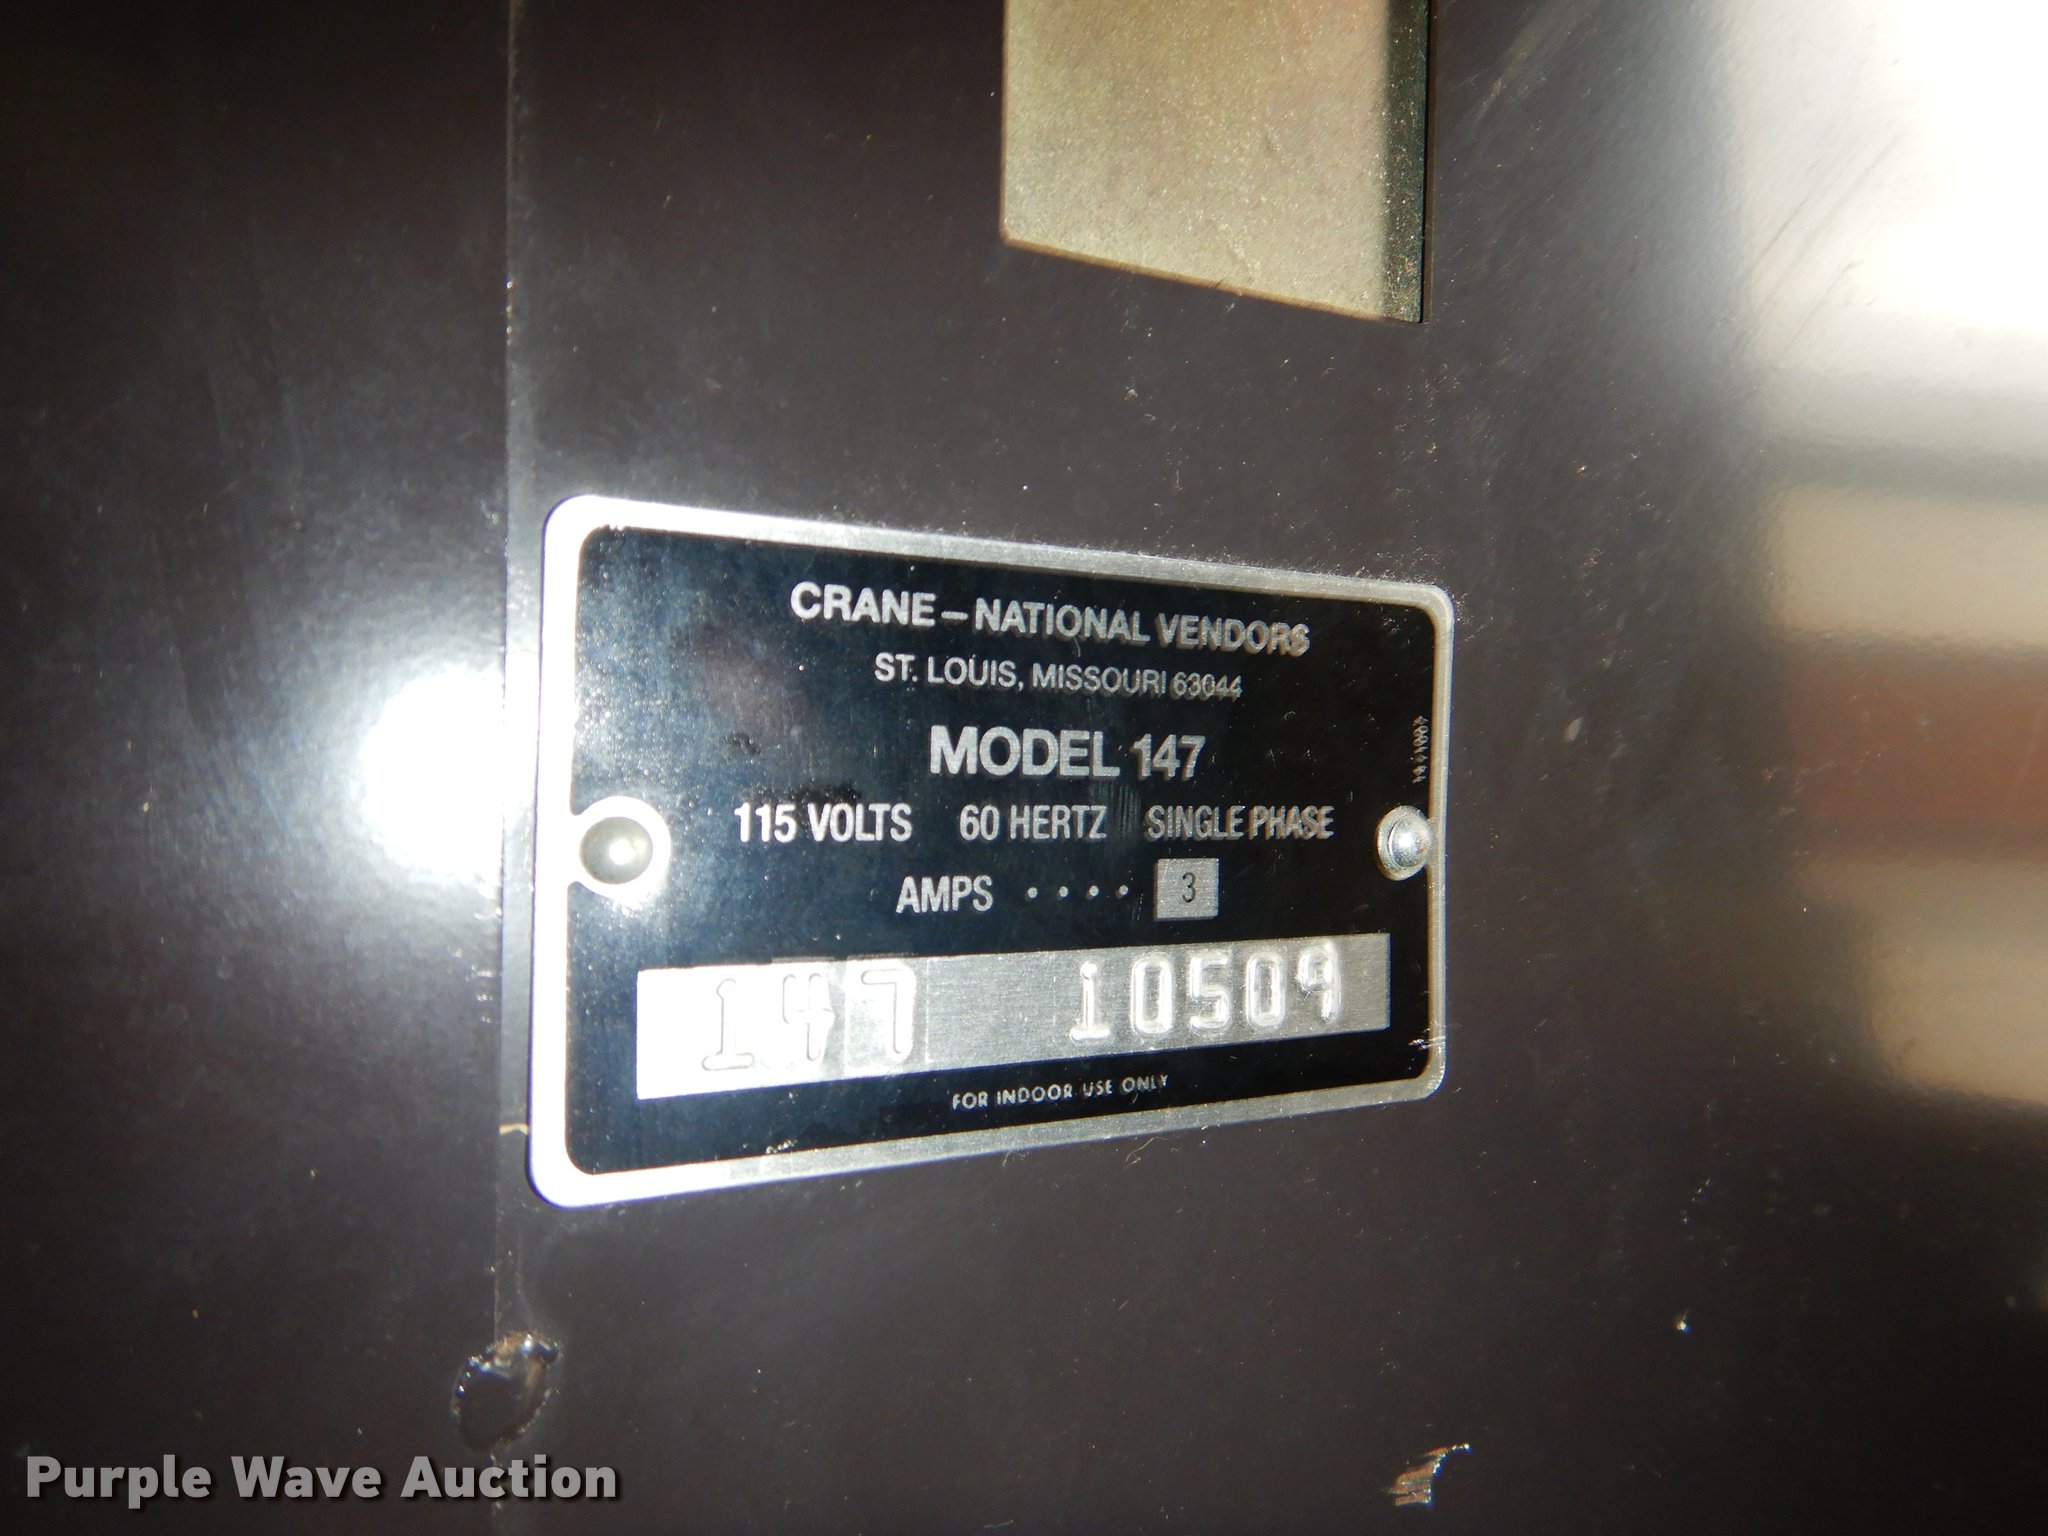 CRANE–NATIONAL VENDORS
ST. LOUIS, MISSOURI 63044
MODEL 147
115 VOLTS 60 HERTZ SINGLE PHASE
AMPS . . . . 3
147 10509
FOR INDOOR USE ONLY
Purple Wave Auction